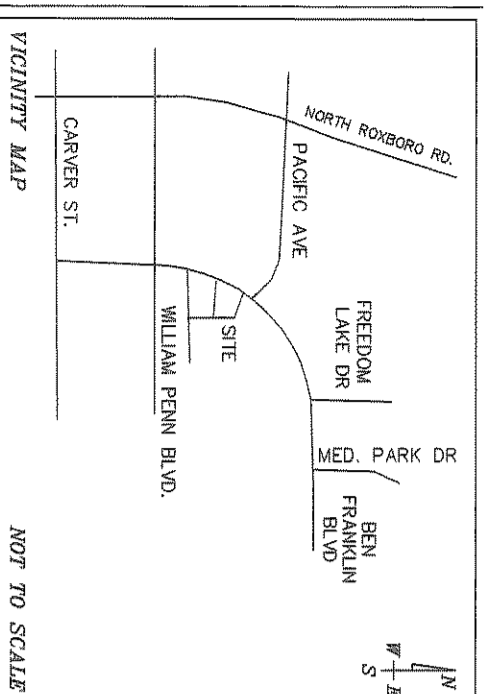 NORTH ROXBORO RD.
PACIFIC AVE
FREEDOM
LAKE DR
MED. PARK DR
BEN
FRANKLIN
BLVD
SITE
WILLIAM PENN BLVD.
CARVER ST.
N
W
E
S
VICINITY MAP
NOT TO SCALE